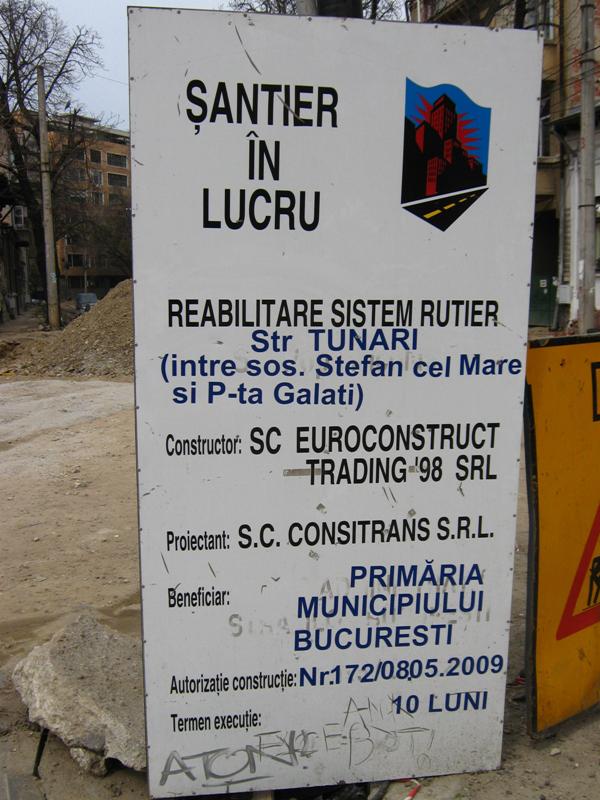 ȘANTIER
ÎN
LUCRU
REABILITARE SISTEM RUTIER
Str TUNARI
(intre sos. Stefan cel Mare
si P-ta Galati)
Constructor: SC EUROCONSTRUCT
TRADING '98 SRL
Proiectant: S.C. CONSITRANS S.R.L.
Beneficiar: PRIMĂRIA
MUNICIPIULUI
BUCURESTI
Autorizație construcție: Nr.172/0805.2009
Termen execuție: 10 LUNI